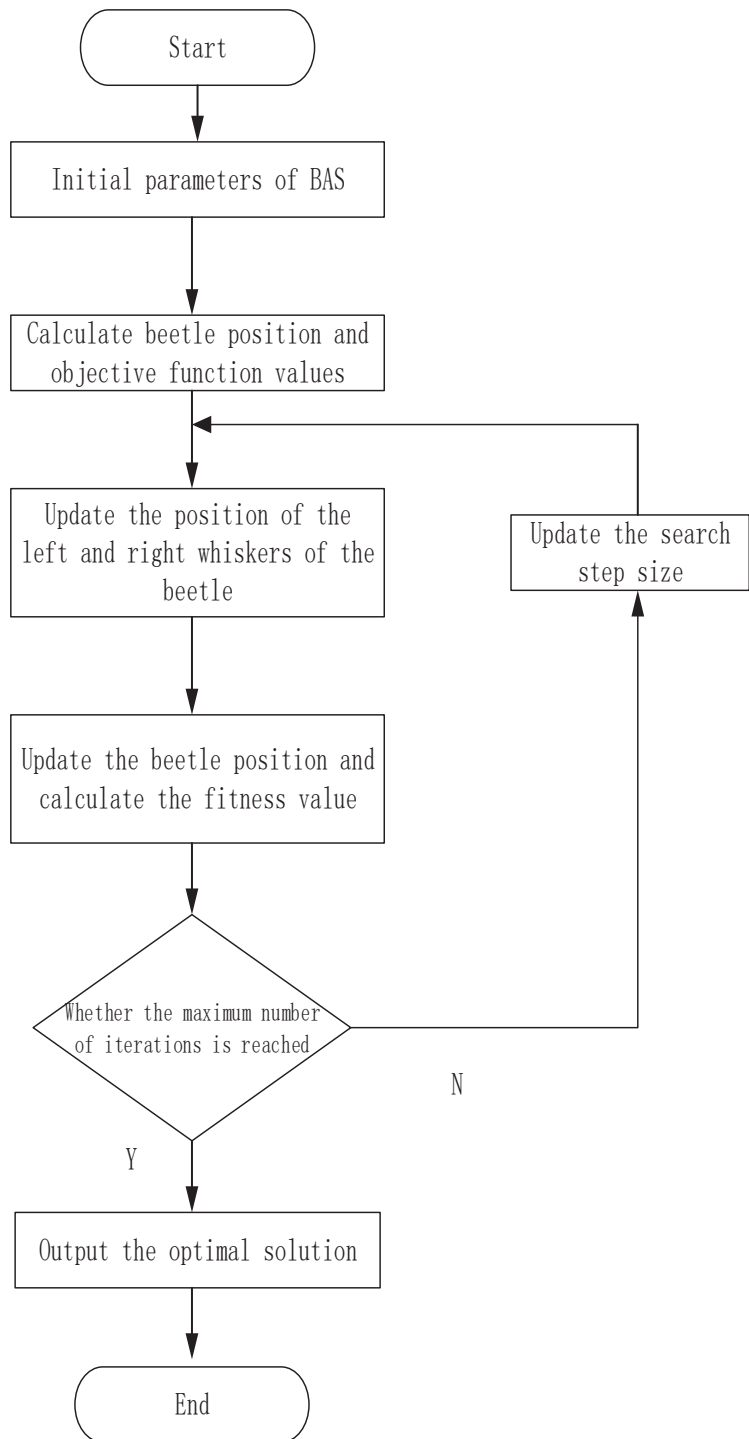 Start
Initial parameters of BAS
Calculate beetle position and
objective function values
Update the position of the
left and right whiskers of the
beetle
Update the search
step size
Update the beetle position and
calculate the fitness value
Whether the maximum number
of iterations is reached
N
Y
Output the optimal solution
End